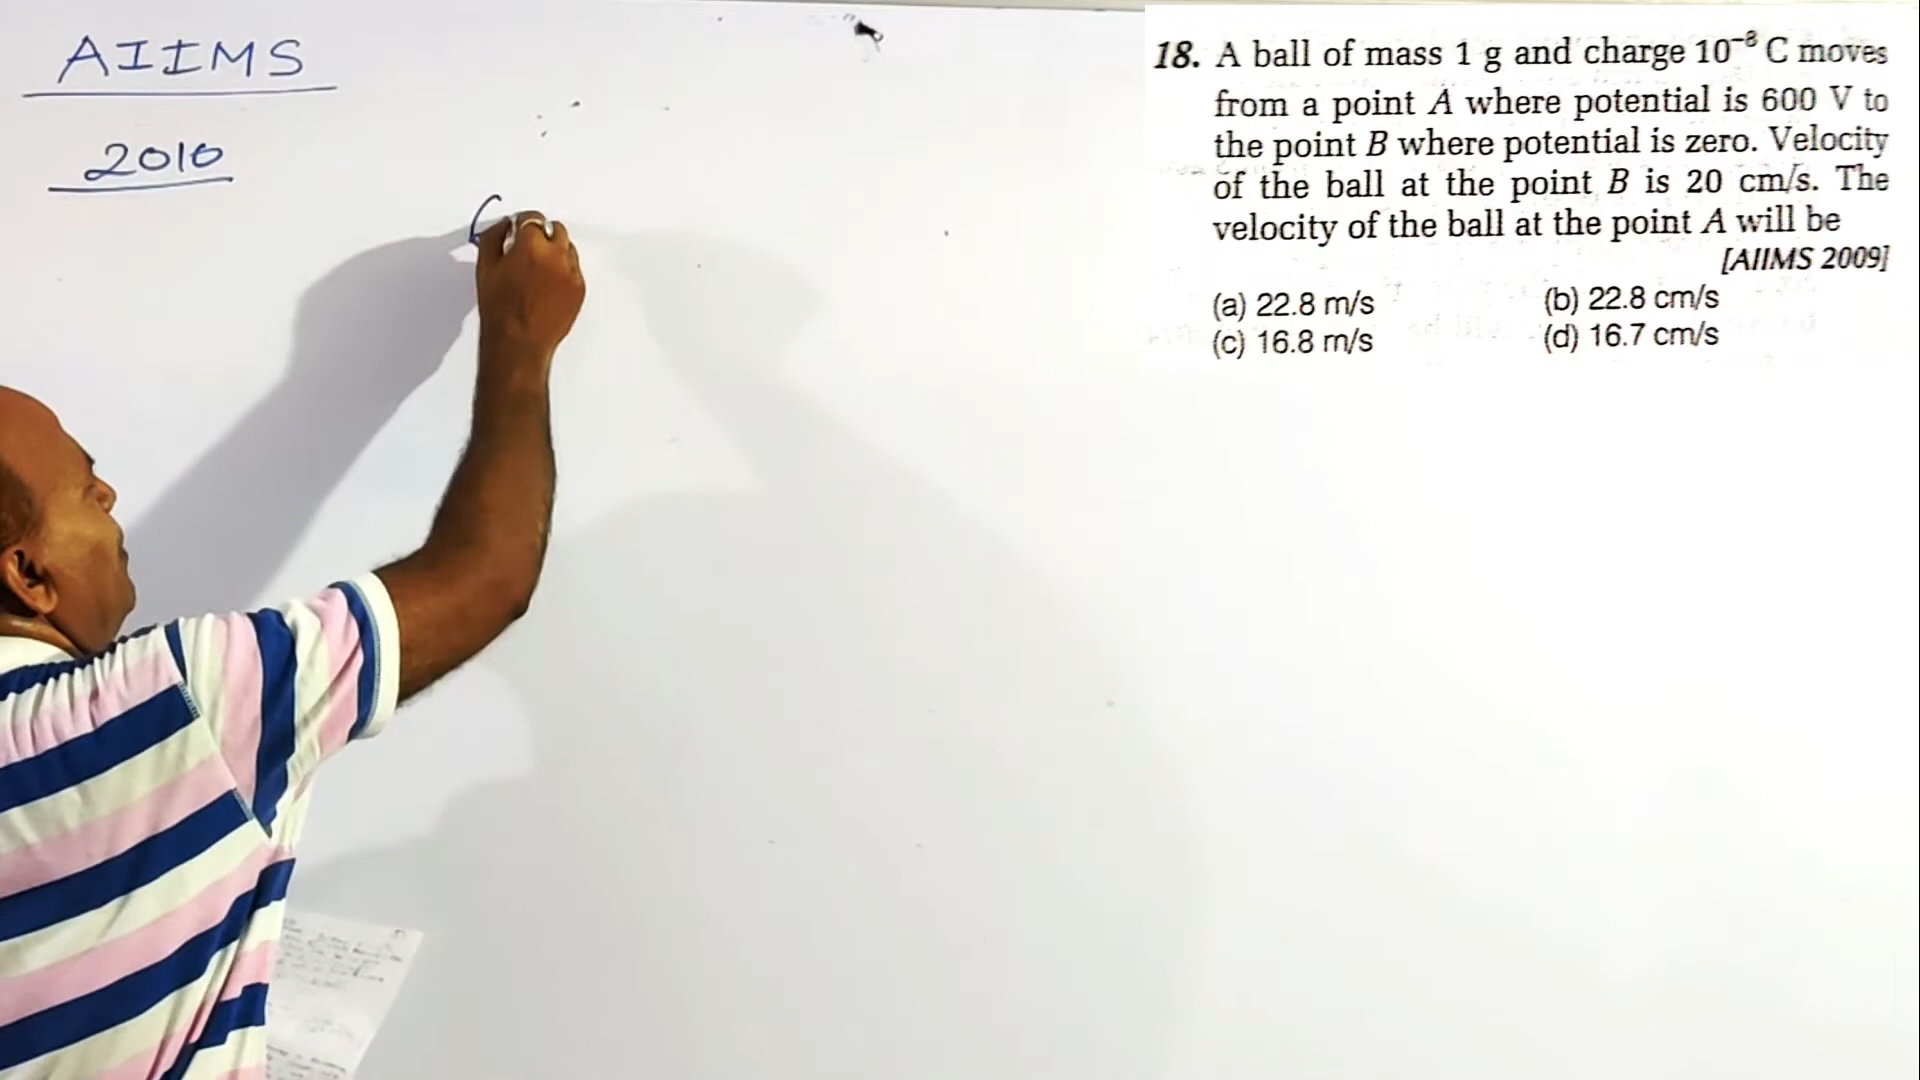 AIIMS
2010
18. A ball of mass 1 g and charge 10⁻⁸ C moves
from a point A where potential is 600 V to
the point B where potential is zero. Velocity
of the ball at the point B is 20 cm/s. The
velocity of the ball at the point A will be
[AIIMS 2009]
(a) 22.8 m/s (b) 22.8 cm/s
(c) 16.8 m/s (d) 16.7 cm/s